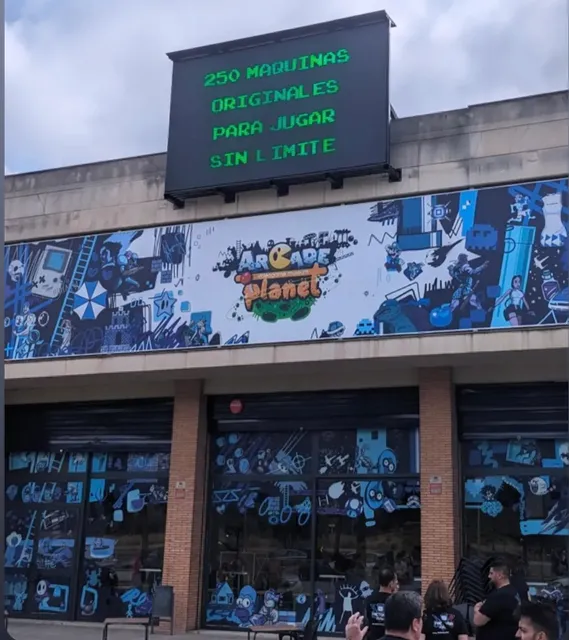 250 MAQUINAS
ORIGINALES
PARA JUGAR
SIN LIMITE
ARCADE
planet